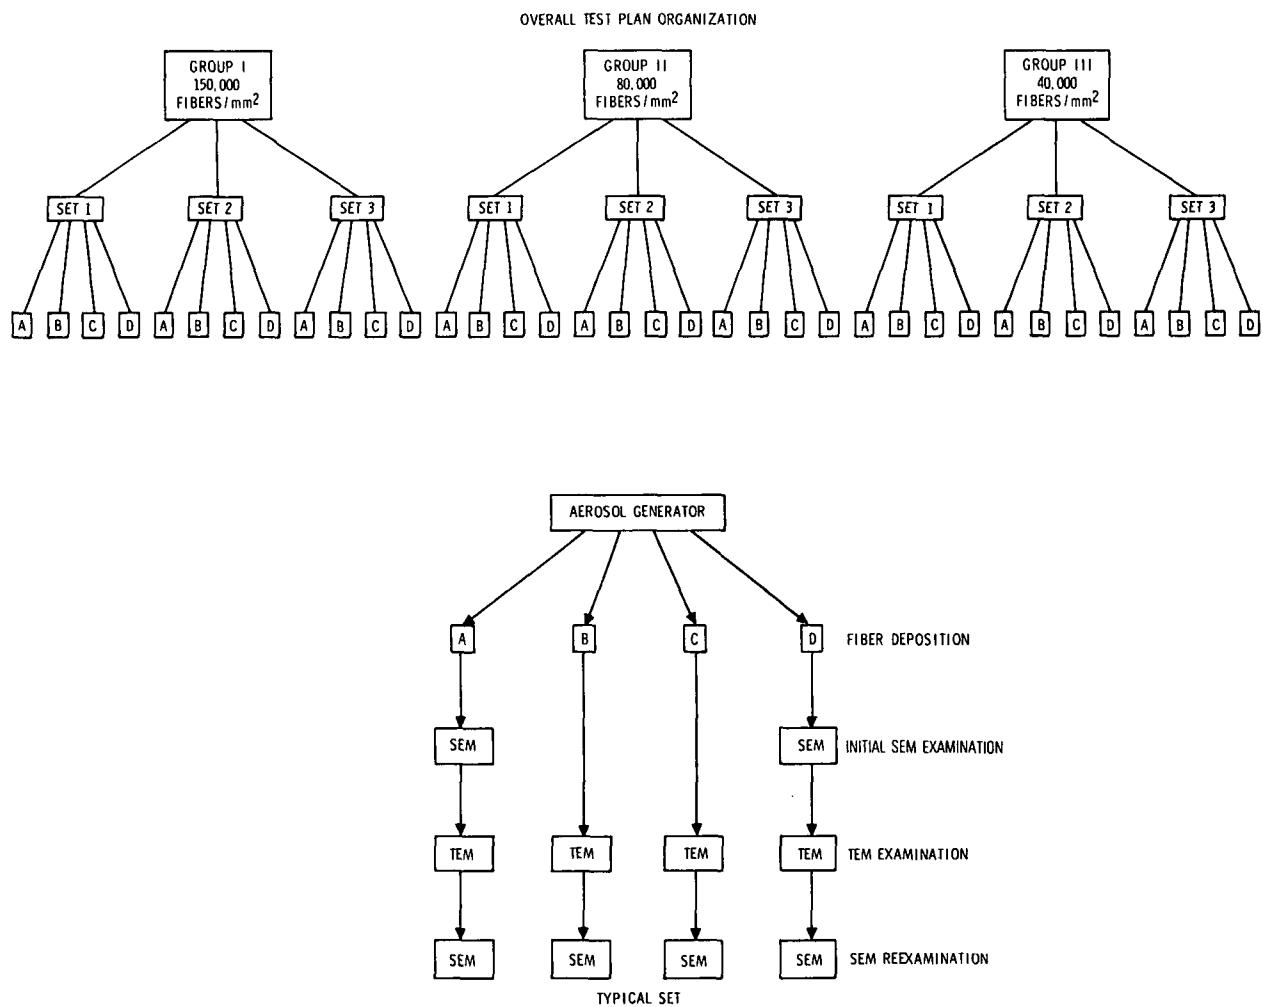 OVERALL TEST PLAN ORGANIZATION
GROUP I
150,000
FIBERS/mm2
GROUP II
80,000
FIBERS/mm2
GROUP III
40,000
FIBERS/mm2
SET 1 SET 2 SET 3 SET 1 SET 2 SET 3 SET 1 SET 2 SET 3
A B C D A B C D A B C D A B C D A B C D A B C D A B C D A B C D A B C D
AEROSOL GENERATOR
A B C D FIBER DEPOSITION
SEM SEM INITIAL SEM EXAMINATION
TEM TEM TEM TEM TEM EXAMINATION
SEM SEM SEM SEM SEM REEXAMINATION
TYPICAL SET